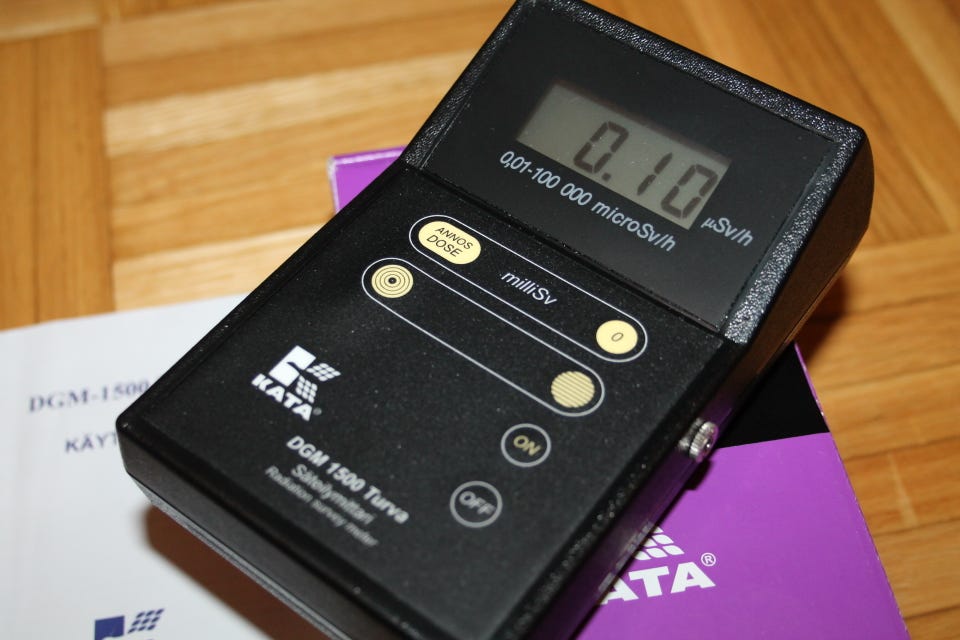 0.10
µSv/h
0,01-100 000 microSv/h
ANNOS
DOSE
milliSv
0
KATA®
ON
DGM 1500 Turva
Säteilymittari
Radiation survey meter
OFF
DGM-1500
KÄYT
KATA®